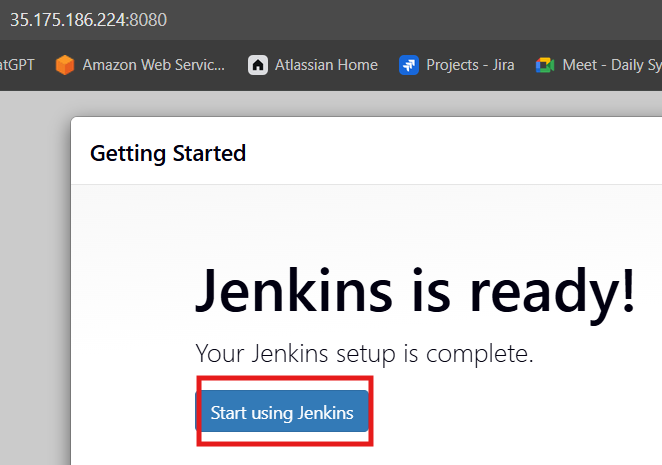 35.175.186.224:8080
atGPT Amazon Web Servic... Atlassian Home Projects - Jira Meet - Daily Sy
Getting Started
Jenkins is ready!
Your Jenkins setup is complete.
Start using Jenkins